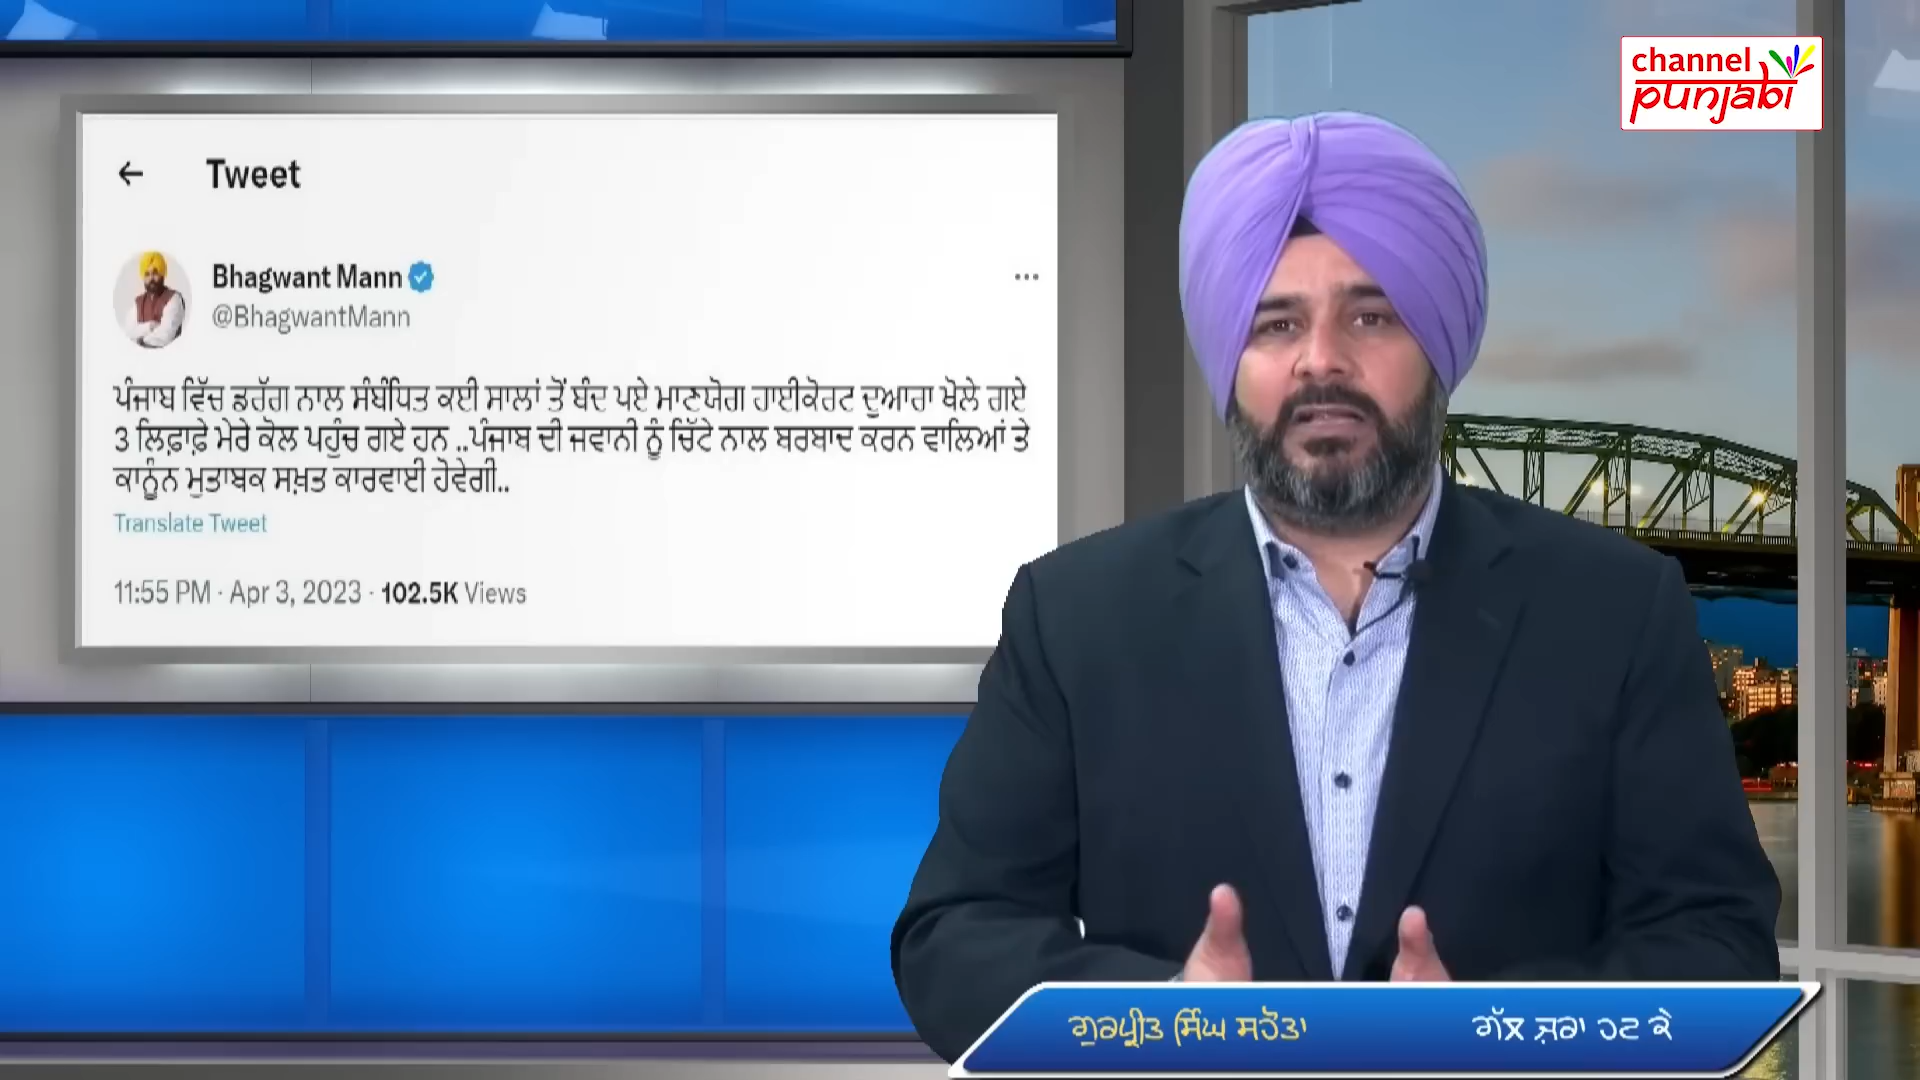 channel
punjabi
Tweet
Bhagwant Mann
@BhagwantMann
ਪੰਜਾਬ ਵਿੱਚ ਡਰੱਗ ਨਾਲ ਸੰਬੰਧਿਤ ਕਈ ਸਾਲਾਂ ਤੋਂ ਬੰਦ ਪਏ ਮਾਣਯੋਗ ਹਾਈਕੋਰਟ ਦੁਆਰਾ ਖੋਲੇ ਗਏ
3 ਲਿਫ਼ਾਫ਼ੇ ਮੇਰੇ ਕੋਲ ਪਹੁੰਚ ਗਏ ਹਨ ..ਪੰਜਾਬ ਦੀ ਜਵਾਨੀ ਨੂੰ ਚਿੱਟੇ ਨਾਲ ਬਰਬਾਦ ਕਰਨ ਵਾਲਿਆਂ ਤੇ
ਕਾਨੂੰਨ ਮੁਤਾਬਕ ਸਖ਼ਤ ਕਾਰਵਾਈ ਹੋਵੇਗੀ..
Translate Tweet
11:55 PM · Apr 3, 2023 · 102.5K Views
ਗੁਰਪ੍ਰੀਤ ਸਿੰਘ ਸਹੋਤਾ ਗੱਲ ਜ਼ਰਾ ਹਟ ਕੇ